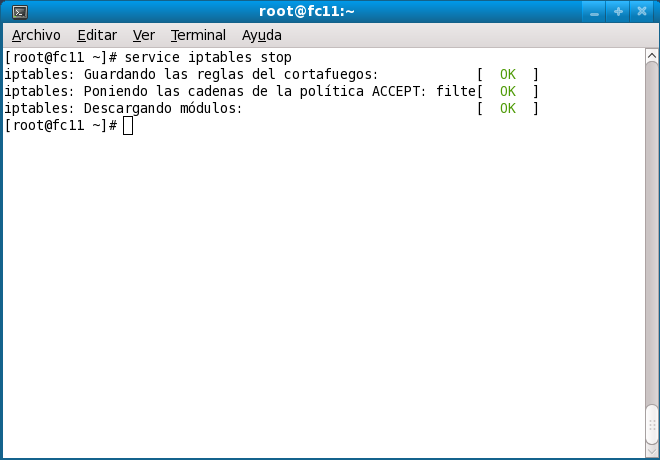 root@fc11:~
Archivo Editar Ver Terminal Ayuda
[root@fc11 ~]# service iptables stop
iptables: Guardando las reglas del cortafuegos: [ OK ]
iptables: Poniendo las cadenas de la política ACCEPT: filte[ OK ]
iptables: Descargando módulos: [ OK ]
[root@fc11 ~]#